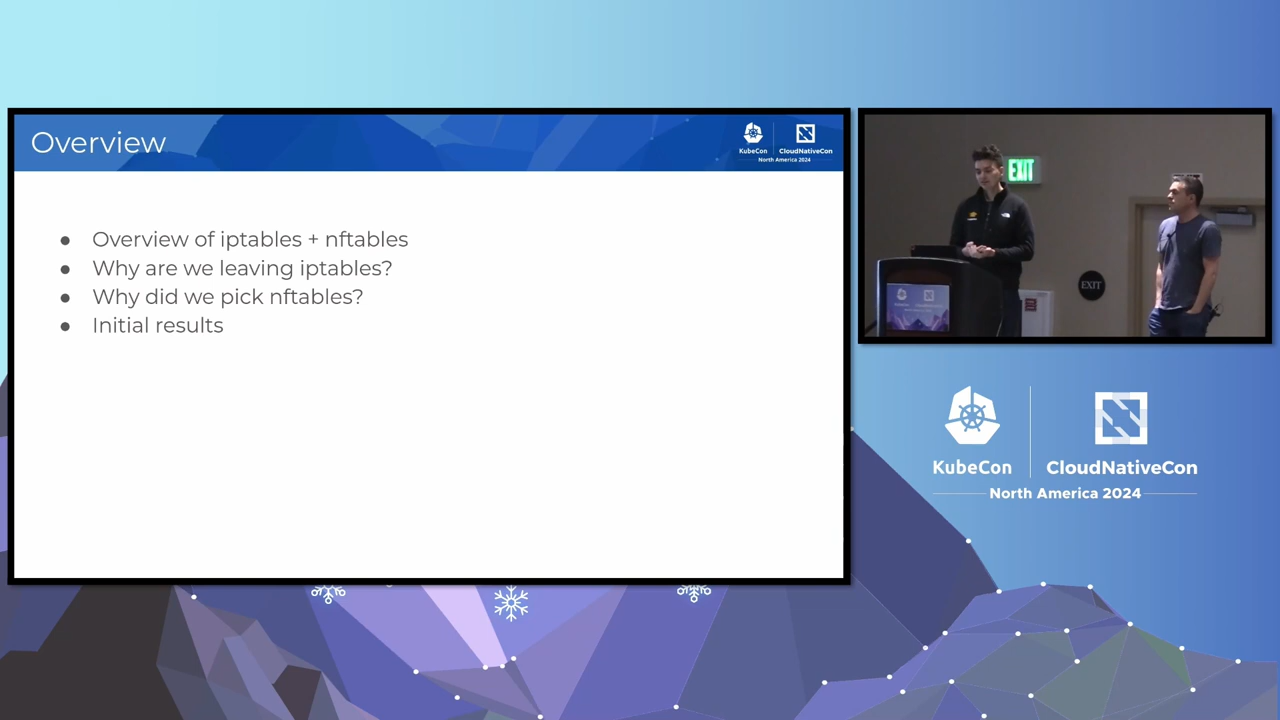 Overview
KubeCon
CloudNativeCon
North America 2024
● Overview of iptables + nftables
● Why are we leaving iptables?
● Why did we pick nftables?
● Initial results
EXIT
EXIT
KubeCon
CloudNativeCon
North America 2024